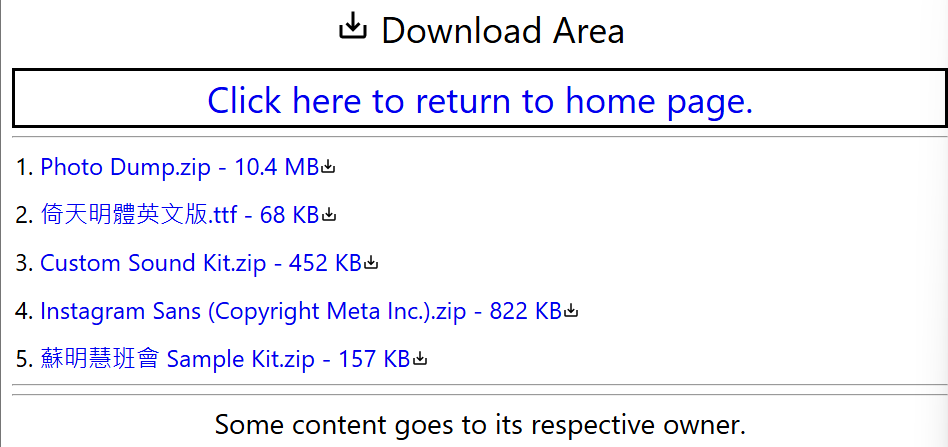 Download Area
Click here to return to home page.
1. Photo Dump.zip - 10.4 MB
2. 倚天明體英文版.ttf - 68 KB
3. Custom Sound Kit.zip - 452 KB
4. Instagram Sans (Copyright Meta Inc.).zip - 822 KB
5. 蘇明慧班會 Sample Kit.zip - 157 KB
Some content goes to its respective owner.